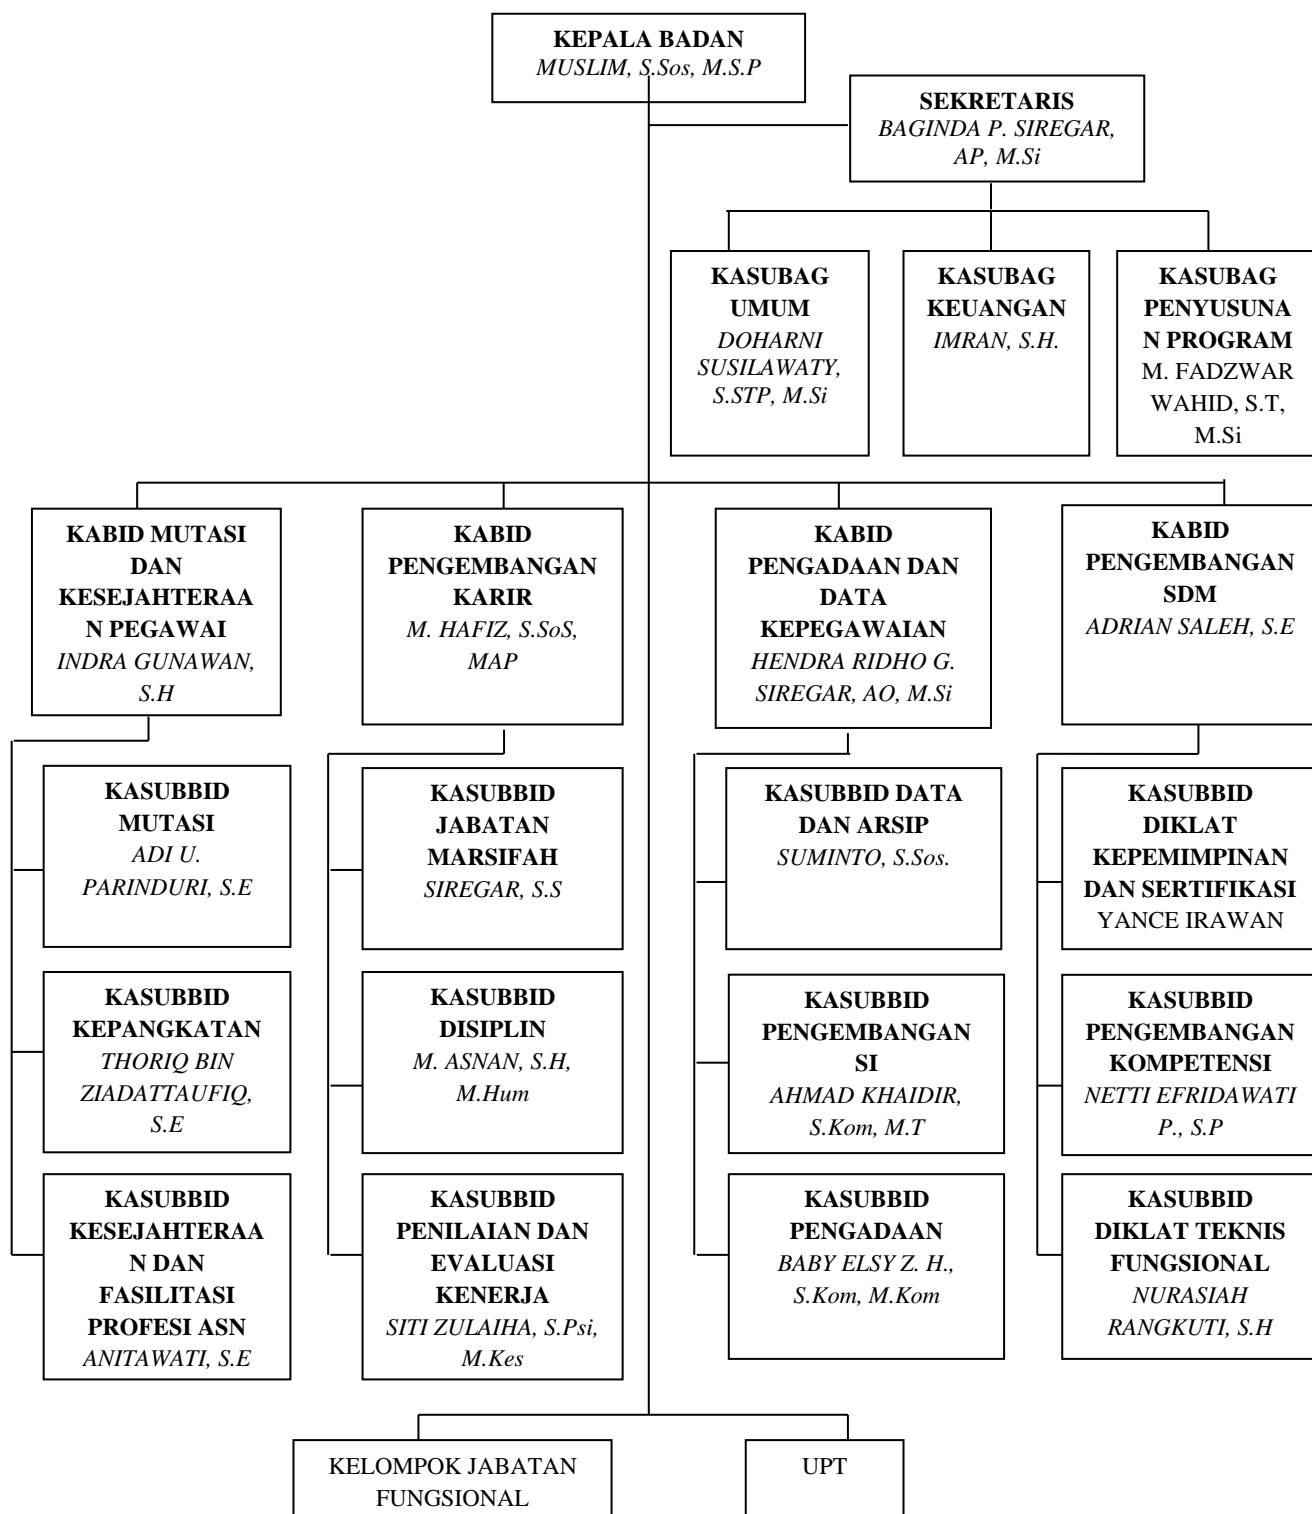 KEPALA BADAN
MUSLIM, S.Sos, M.S.P
SEKRETARIS
BAGINDA P. SIREGAR,
AP, M.Si
KASUBAG
UMUM
DOHARNI
SUSILAWATY,
S.STP, M.Si
KASUBAG
KEUANGAN
IMRAN, S.H.
KASUBAG
PENYUSUNA
N PROGRAM
M. FADZWAR
WAHID, S.T,
M.Si
KABID MUTASI
DAN
KESEJAHTERAA
N PEGAWAI
INDRA GUNAWAN,
S.H
KABID
PENGEMBANGAN
KARIR
M. HAFIZ, S.SoS,
MAP
KABID
PENGADAAN DAN
DATA
KEPEGAWAIAN
HENDRA RIDHO G.
SIREGAR, AO, M.Si
KABID
PENGEMBANGAN
SDM
ADRIAN SALEH, S.E
KASUBBID
MUTASI
ADI U.
PARINDURI, S.E
KASUBBID
JABATAN
MARSIFAH
SIREGAR, S.S
KASUBBID DATA
DAN ARSIP
SUMINTO, S.Sos.
KASUBBID
DIKLAT
KEPEMIMPINAN
DAN SERTIFIKASI
YANCE IRAWAN
KASUBBID
KEPANGKATAN
THORIQ BIN
ZIADATTAUFIQ,
S.E
KASUBBID
DISIPLIN
M. ASNAN, S.H,
M.Hum
KASUBBID
PENGEMBANGAN
SI
AHMAD KHAIDIR,
S.Kom, M.T
KASUBBID
PENGEMBANGAN
KOMPETENSI
NETTI EFRIDAWATI
P., S.P
KASUBBID
KESEJAHTERAA
N DAN
FASILITASI
PROFESI ASN
ANITAWATI, S.E
KASUBBID
PENILAIAN DAN
EVALUASI
KENERJA
SITI ZULAIHA, S.Psi,
M.Kes
KASUBBID
PENGADAAN
BABY ELSY Z. H.,
S.Kom, M.Kom
KASUBBID
DIKLAT TEKNIS
FUNGSIONAL
NURASIAH
RANGKUTI, S.H
KELOMPOK JABATAN
FUNGSIONAL
UPT